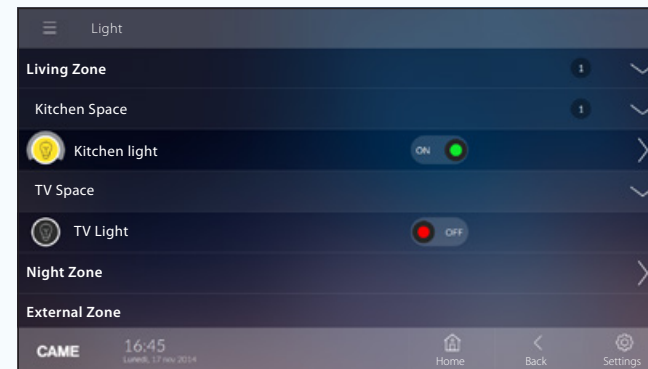 Light
Living Zone 1
Kitchen Space 1
Kitchen light ON
TV Space
TV Light OFF
Night Zone
External Zone
CAME 16:45 Home Back Settings
Lunedì, 17 nov 2014